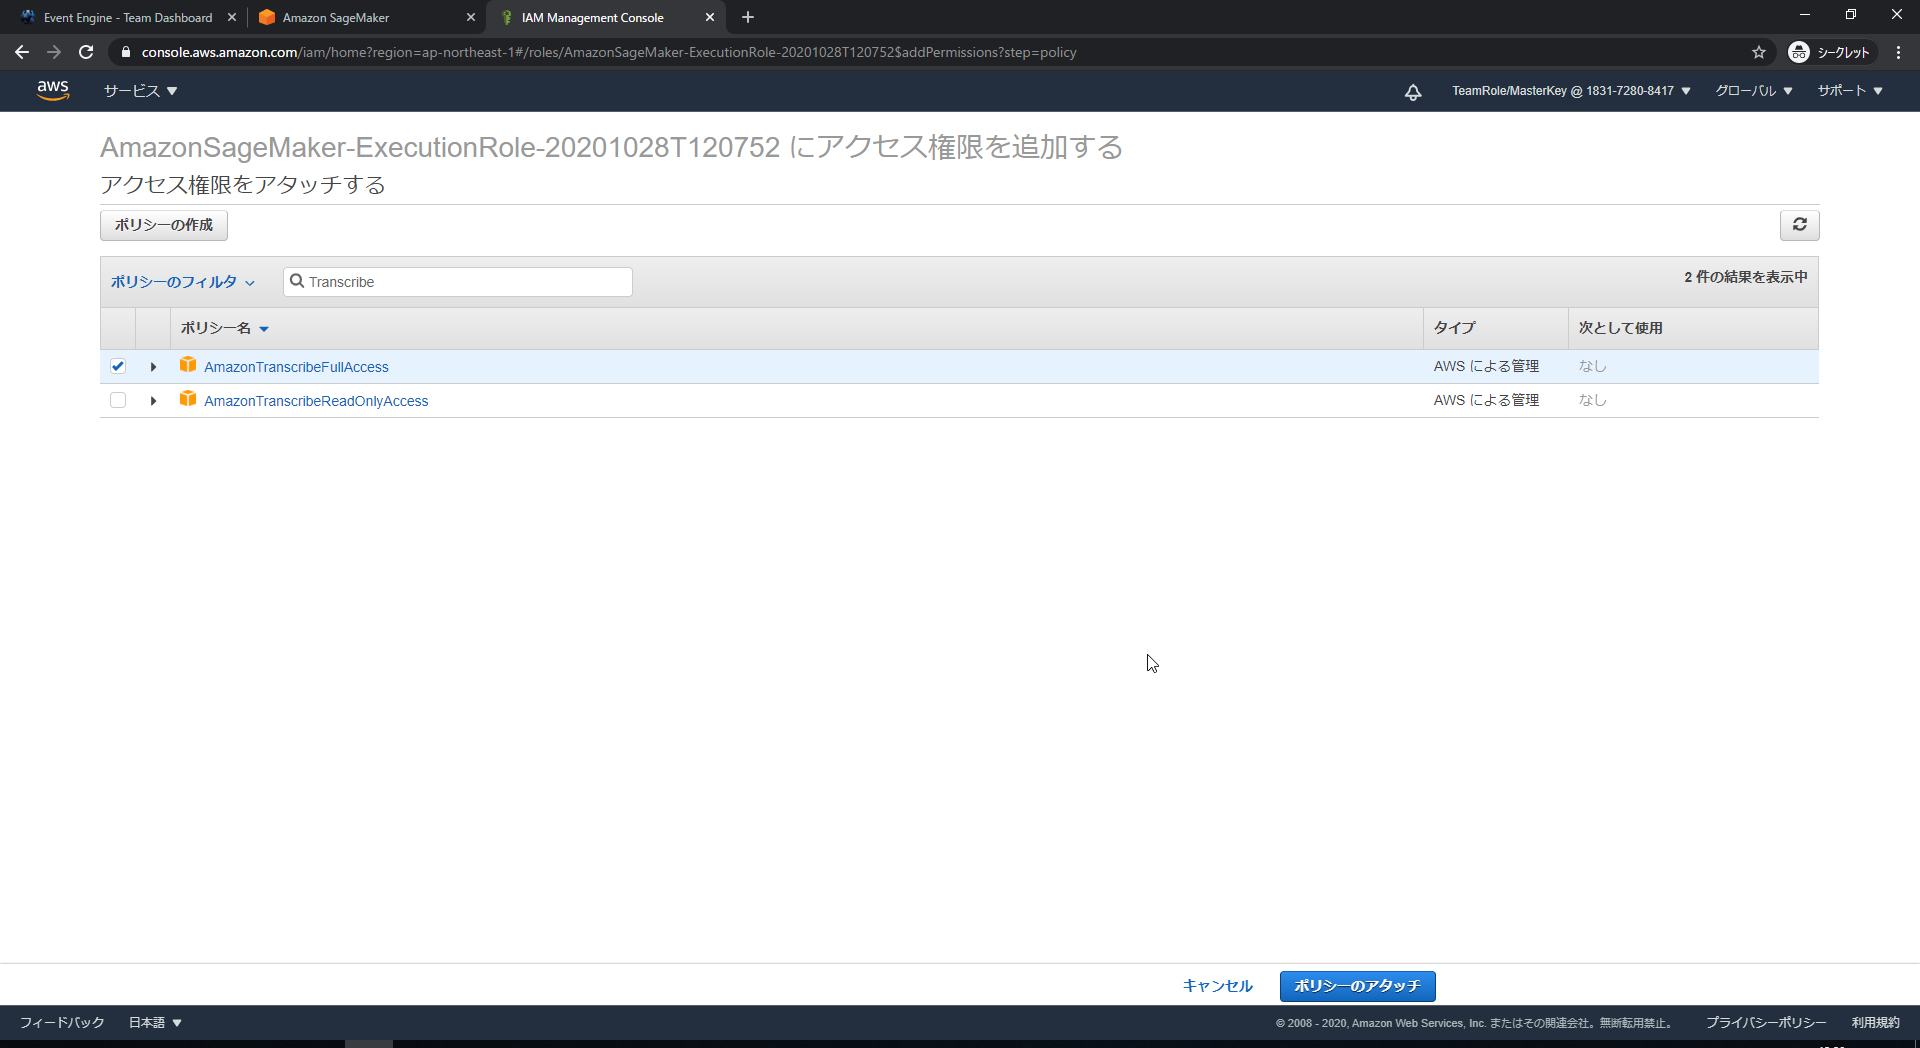 Event Engine - Team Dashboard
Amazon SageMaker
IAM Management Console
console.aws.amazon.com/iam/home?region=ap-northeast-1#/roles/AmazonSageMaker-ExecutionRole-20201028T120752$addPermissions?step=policy
シークレット
aws
サービス
TeamRole/MasterKey @ 1831-7280-8417
グローバル
サポート
AmazonSageMaker-ExecutionRole-20201028T120752 にアクセス権限を追加する
アクセス権限をアタッチする
ポリシーの作成
ポリシーのフィルタ
Transcribe
2 件の結果を表示中
ポリシー名
タイプ
次として使用
AmazonTranscribeFullAccess
AWS による管理
なし
AmazonTranscribeReadOnlyAccess
AWS による管理
なし
キャンセル
ポリシーのアタッチ
フィードバック
日本語
© 2008 - 2020, Amazon Web Services, Inc. またはその関連会社。無断転用禁止。
プライバシーポリシー
利用規約